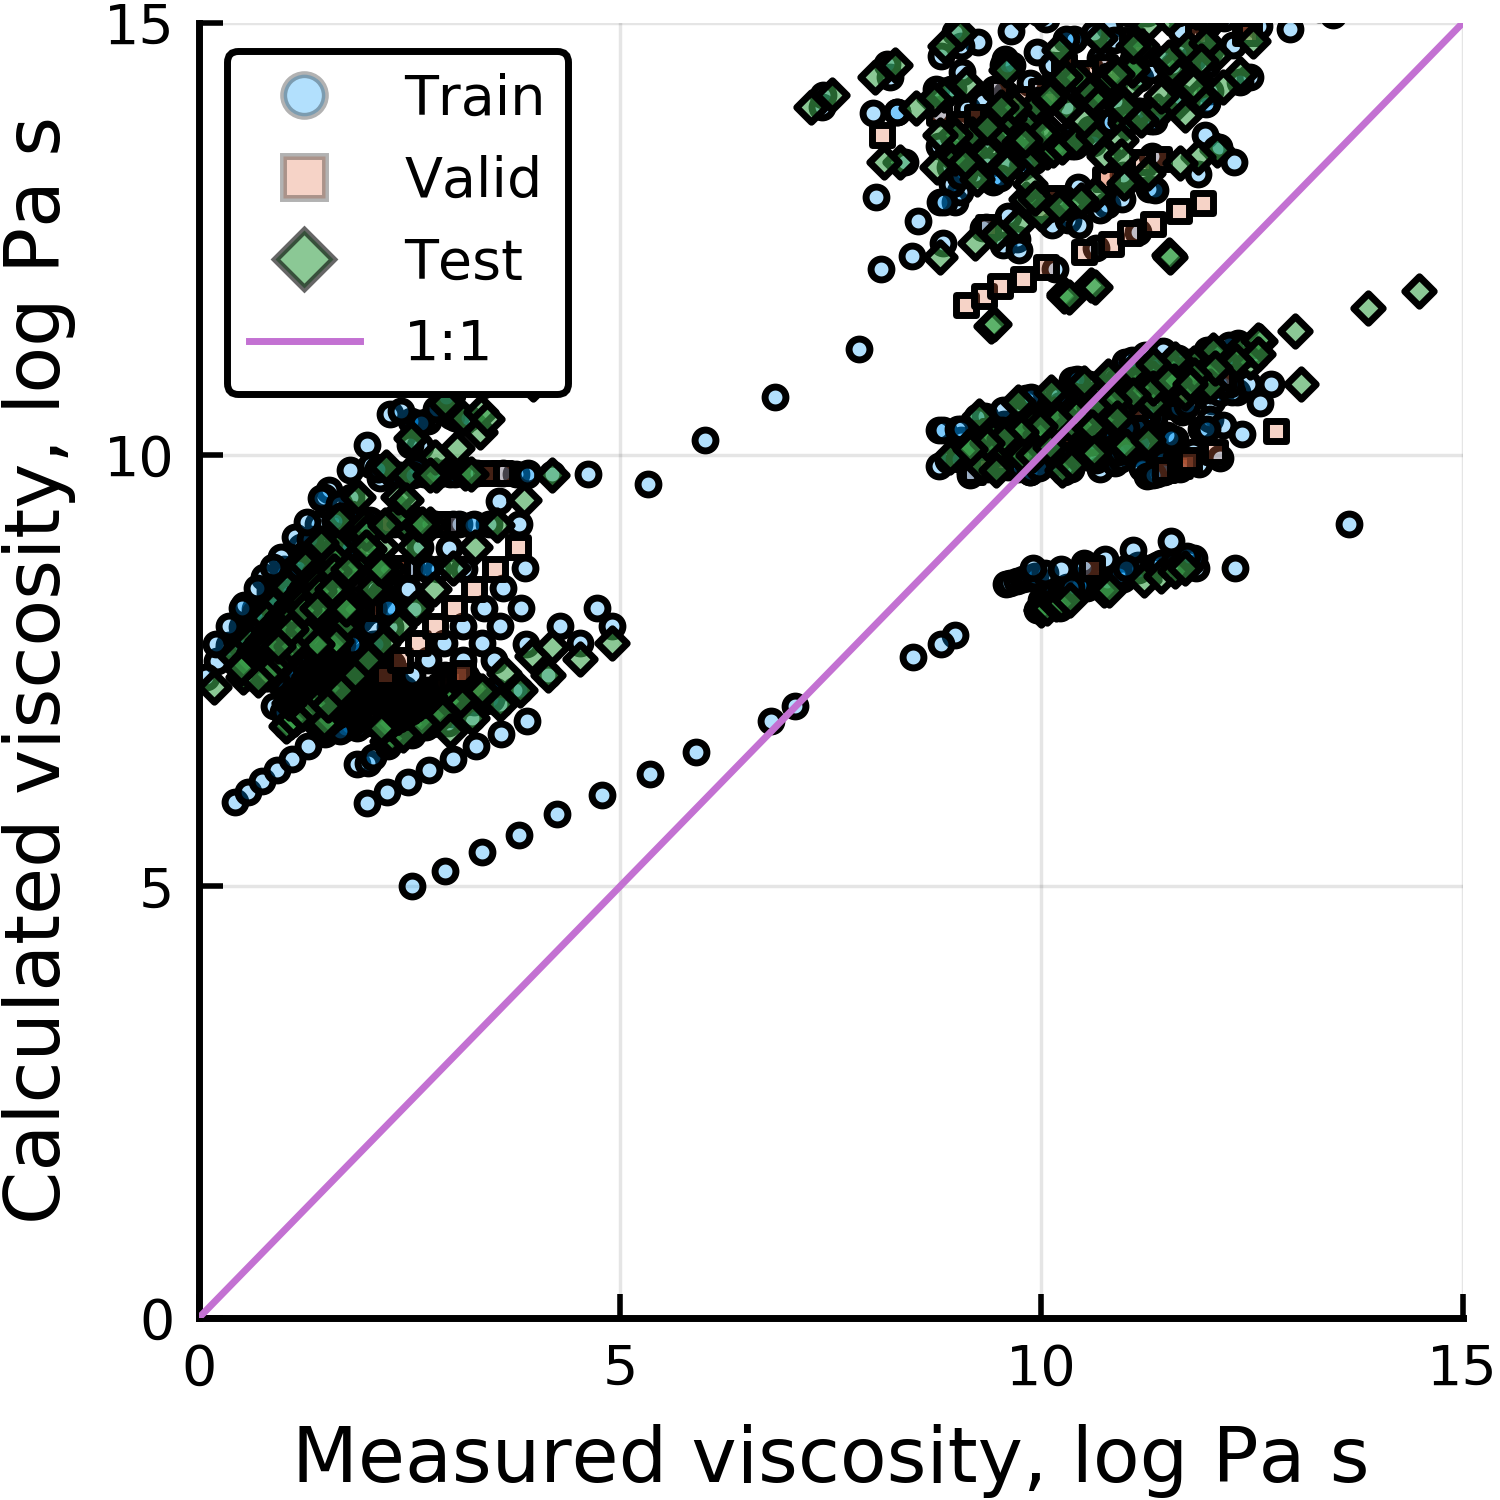 15
10
5
0
Calculated viscosity, log Pa s
Train
Valid
Test
1:1
0 5 10 15
Measured viscosity, log Pa s